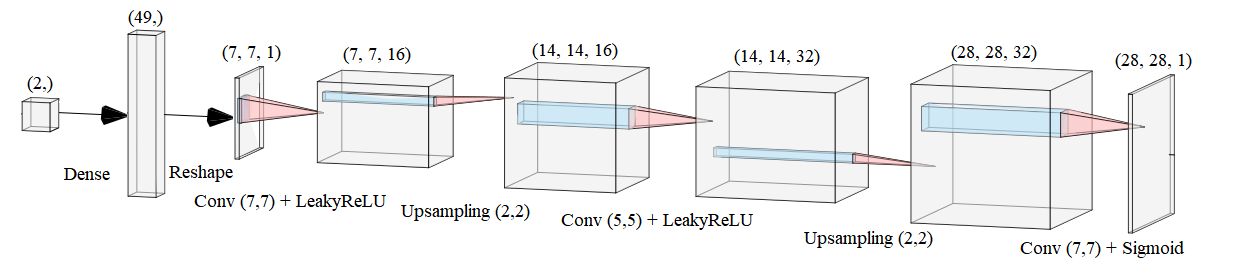 (2,)
(49,)
(7, 7, 1)
(7, 7, 16)
(14, 14, 16)
(14, 14, 32)
(28, 28, 32)
(28, 28, 1)
Dense
Reshape
Conv (7,7) + LeakyReLU
Upsampling (2,2)
Conv (5,5) + LeakyReLU
Upsampling (2,2)
Conv (7,7) + Sigmoid